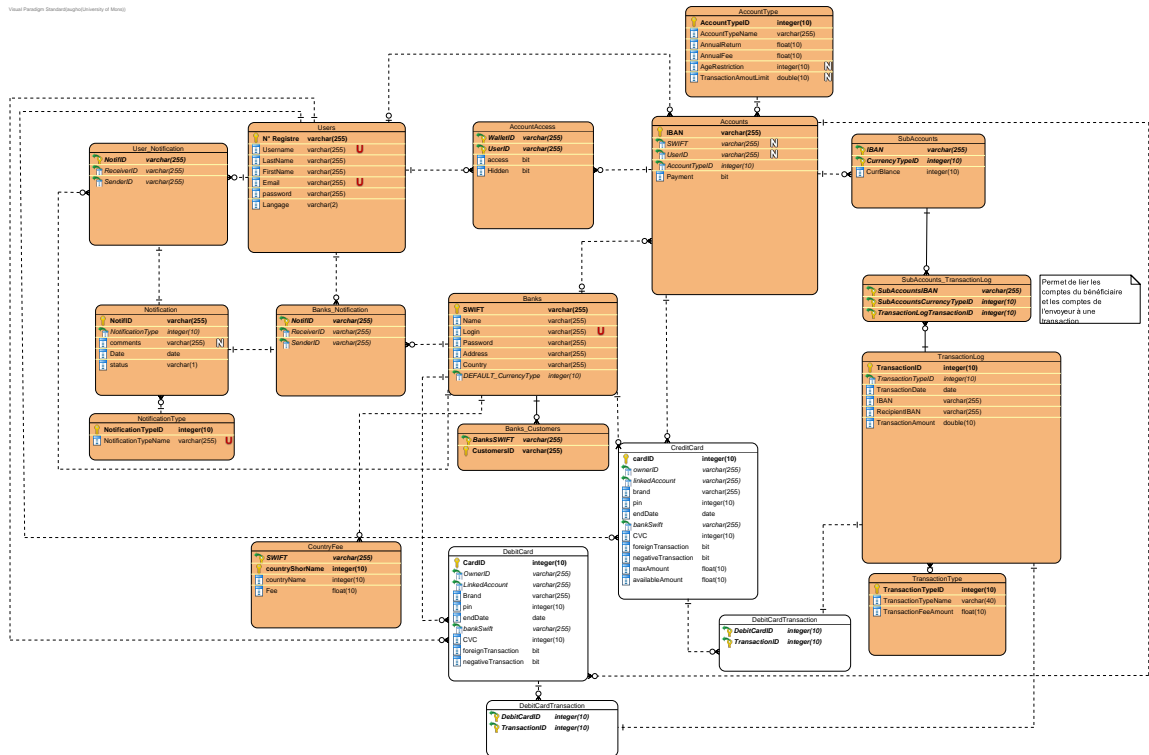 Visual Paradigm Standard(augho(University of Mons))
AccountType
AccountTypeID integer(10)
AccountTypeName varchar(255)
AnnualReturn float(10)
AnnualFee float(10)
AgeRestriction integer(10) N
TransactionAmoutLimit double(10) N
Users
N° Registre varchar(255)
Username varchar(255) U
LastName varchar(255)
FirstName varchar(255)
Email varchar(255) U
password varchar(255)
Langage varchar(2)
AccountAccess
WalletID varchar(255)
UserID varchar(255)
access bit
Hidden bit
Accounts
IBAN varchar(255)
SWIFT varchar(255) N
UserID varchar(255) N
AccountTypeID integer(10)
Payment bit
SubAccounts
IBAN varchar(255)
CurrencyTypeID integer(10)
CurrBlance integer(10)
User_Notification
NotifID varchar(255)
ReceiverID varchar(255)
SenderID varchar(255)
SubAccounts_TransactionLog
SubAccountsIBAN varchar(255)
SubAccountsCurrencyTypeID integer(10)
TransactionLogTransactionID integer(10)
Permet de lier les
comptes du bénéficiaire
et les comptes de
l'envoyeur à une
transaction
Notification
NotifID varchar(255)
NotificationType integer(10)
comments varchar(255) N
Date date
status varchar(1)
Banks_Notification
NotifID varchar(255)
ReceiverID varchar(255)
SenderID varchar(255)
Banks
SWIFT varchar(255)
Name varchar(255)
Login varchar(255) U
Password varchar(255)
Address varchar(255)
Country varchar(255)
DEFAULT_CurrencyType integer(10)
TransactionLog
TransactionID integer(10)
TransactionTypeID integer(10)
TransactionDate date
IBAN varchar(255)
RecipientIBAN varchar(255)
TransactionAmount double(10)
NotificationType
NotificationTypeID integer(10)
NotificationTypeName varchar(255) U
Banks_Customers
BanksSWIFT varchar(255)
CustomersID varchar(255)
CreditCard
cardID integer(10)
ownerID varchar(255)
linkedAccount varchar(255)
brand varchar(255)
pin integer(10)
endDate date
bankSwift varchar(255)
CVC integer(10)
foreignTransaction bit
negativeTransaction bit
maxAmount float(10)
availableAmount float(10)
CountryFee
SWIFT varchar(255)
countryShorName integer(10)
countryName integer(10)
Fee float(10)
DebitCard
CardID integer(10)
OwnerID varchar(255)
LinkedAccount varchar(255)
Brand varchar(255)
pin integer(10)
endDate date
bankSwift varchar(255)
CVC integer(10)
foreignTransaction bit
negativeTransaction bit
TransactionType
TransactionTypeID integer(10)
TransactionTypeName varchar(40)
TransactionFeeAmount float(10)
DebitCardTransaction
DebitCardID integer(10)
TransactionID integer(10)
DebitCardTransaction
DebitCardID integer(10)
TransactionID integer(10)